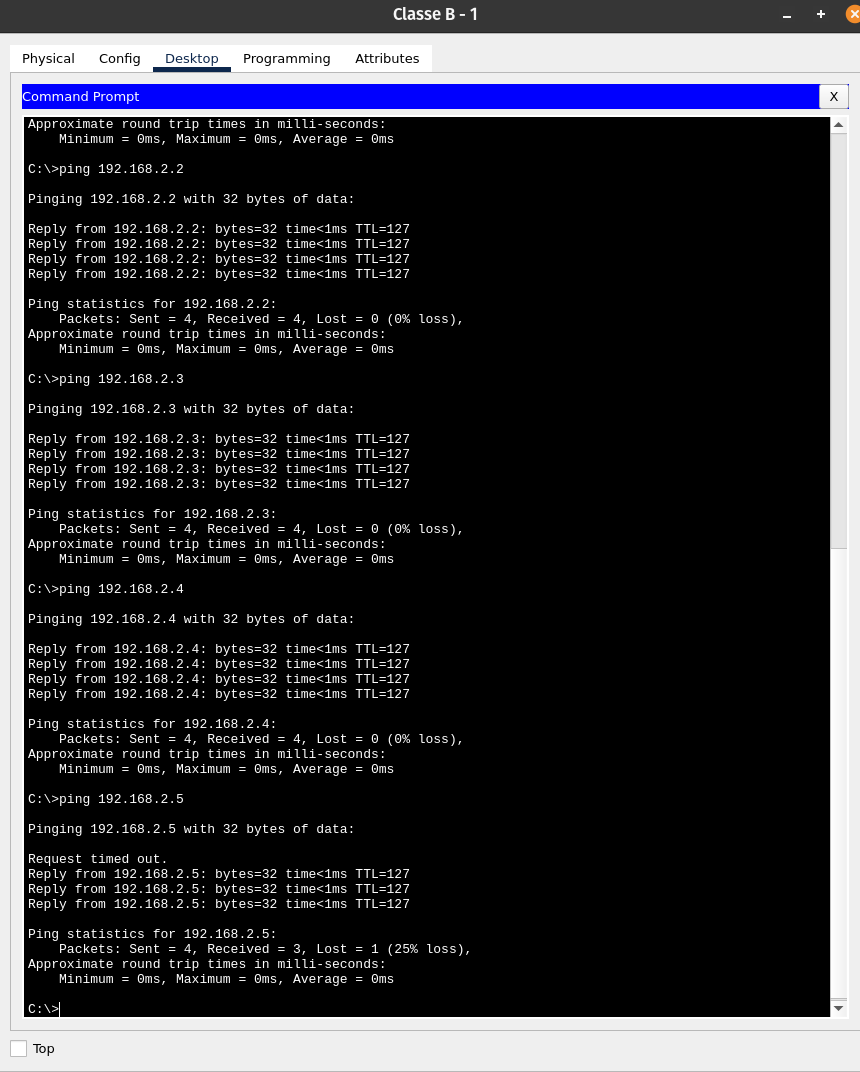 Classe B - 1
Physical Config Desktop Programming Attributes
Command Prompt X
Approximate round trip times in milli-seconds:
    Minimum = 0ms, Maximum = 0ms, Average = 0ms
C:\>ping 192.168.2.2
Pinging 192.168.2.2 with 32 bytes of data:
Reply from 192.168.2.2: bytes=32 time<1ms TTL=127
Reply from 192.168.2.2: bytes=32 time<1ms TTL=127
Reply from 192.168.2.2: bytes=32 time<1ms TTL=127
Reply from 192.168.2.2: bytes=32 time<1ms TTL=127
Ping statistics for 192.168.2.2:
    Packets: Sent = 4, Received = 4, Lost = 0 (0% loss),
Approximate round trip times in milli-seconds:
    Minimum = 0ms, Maximum = 0ms, Average = 0ms
C:\>ping 192.168.2.3
Pinging 192.168.2.3 with 32 bytes of data:
Reply from 192.168.2.3: bytes=32 time<1ms TTL=127
Reply from 192.168.2.3: bytes=32 time<1ms TTL=127
Reply from 192.168.2.3: bytes=32 time<1ms TTL=127
Reply from 192.168.2.3: bytes=32 time<1ms TTL=127
Ping statistics for 192.168.2.3:
    Packets: Sent = 4, Received = 4, Lost = 0 (0% loss),
Approximate round trip times in milli-seconds:
    Minimum = 0ms, Maximum = 0ms, Average = 0ms
C:\>ping 192.168.2.4
Pinging 192.168.2.4 with 32 bytes of data:
Reply from 192.168.2.4: bytes=32 time<1ms TTL=127
Reply from 192.168.2.4: bytes=32 time<1ms TTL=127
Reply from 192.168.2.4: bytes=32 time<1ms TTL=127
Reply from 192.168.2.4: bytes=32 time<1ms TTL=127
Ping statistics for 192.168.2.4:
    Packets: Sent = 4, Received = 4, Lost = 0 (0% loss),
Approximate round trip times in milli-seconds:
    Minimum = 0ms, Maximum = 0ms, Average = 0ms
C:\>ping 192.168.2.5
Pinging 192.168.2.5 with 32 bytes of data:
Request timed out.
Reply from 192.168.2.5: bytes=32 time<1ms TTL=127
Reply from 192.168.2.5: bytes=32 time<1ms TTL=127
Reply from 192.168.2.5: bytes=32 time<1ms TTL=127
Ping statistics for 192.168.2.5:
    Packets: Sent = 4, Received = 3, Lost = 1 (25% loss),
Approximate round trip times in milli-seconds:
    Minimum = 0ms, Maximum = 0ms, Average = 0ms
C:\>
Top